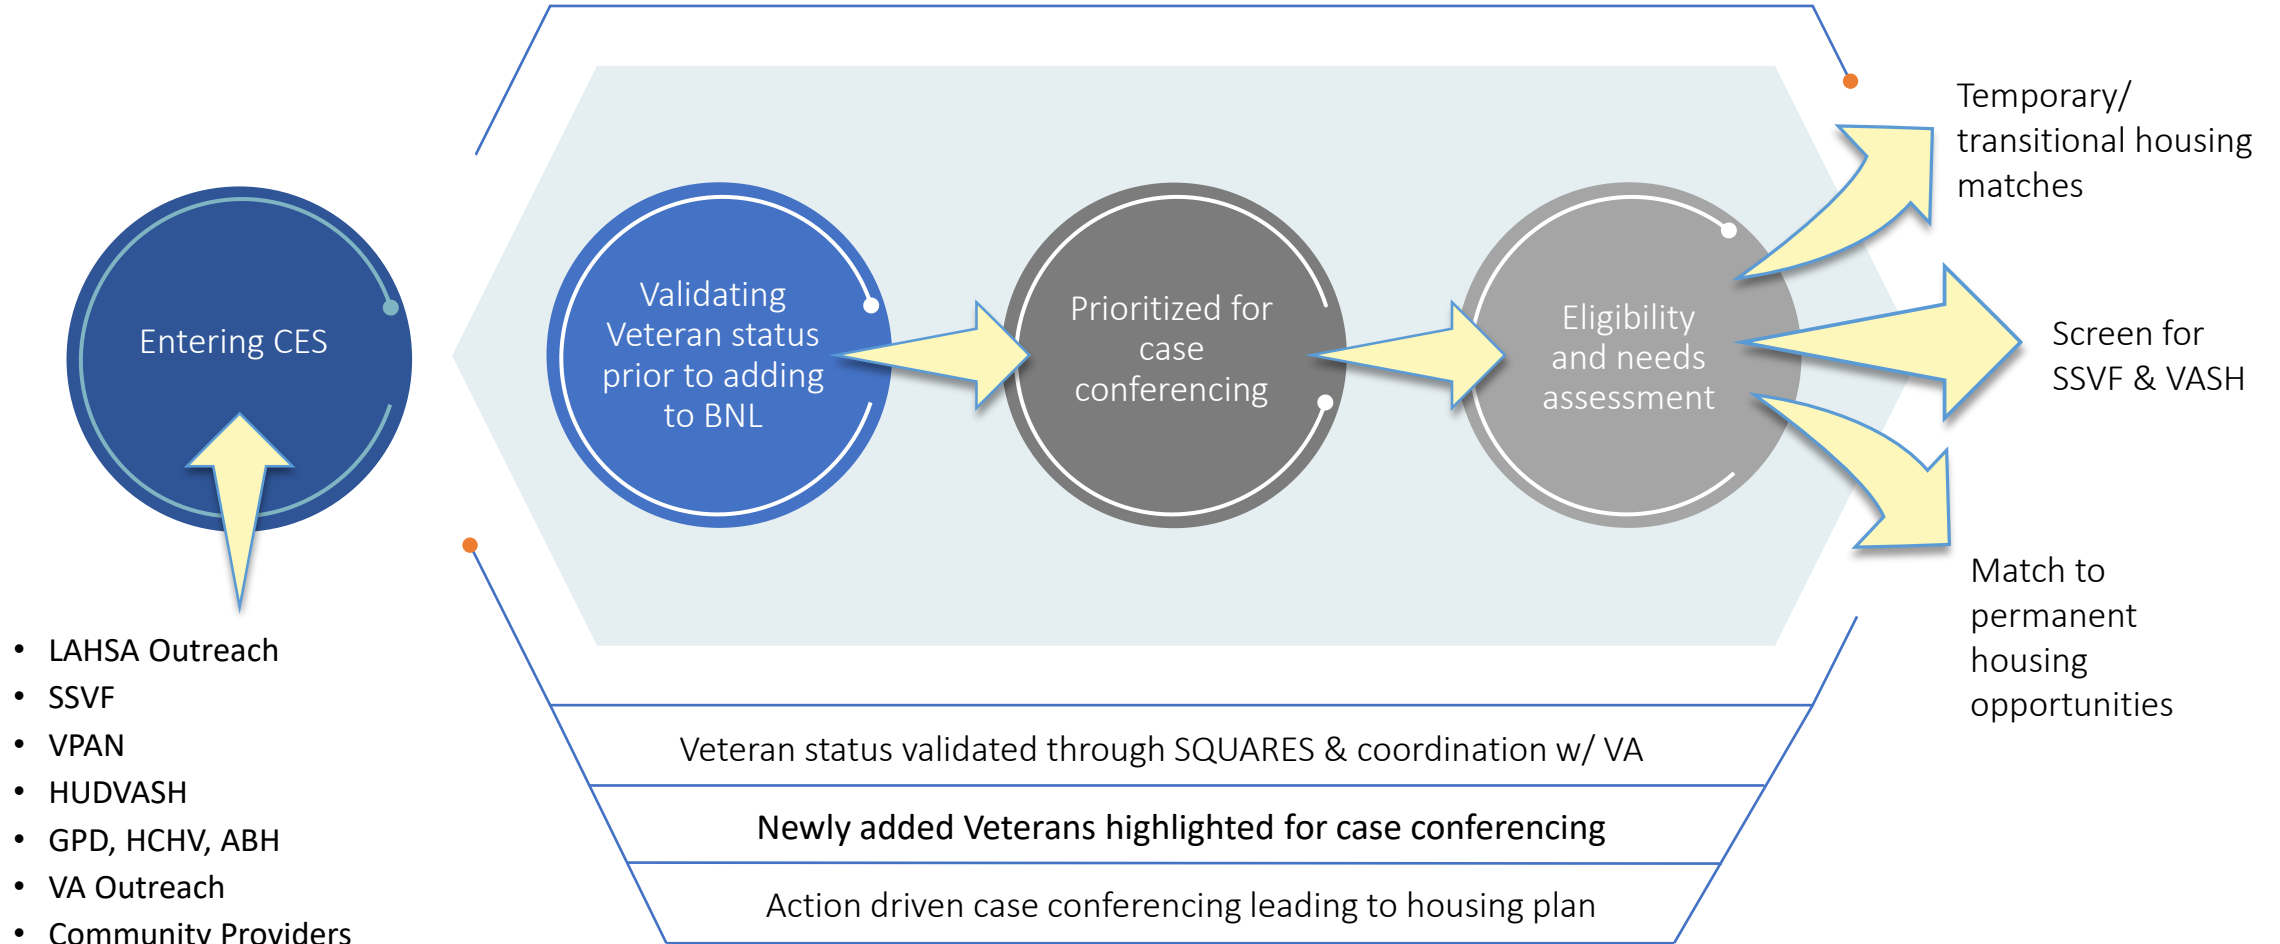 Entering CES
• LAHSA Outreach
• SSVF
• VPAN
• HUDVASH
• GPD, HCHV, ABH
• VA Outreach
• Community Providers
Validating
Veteran status
prior to adding
to BNL
Prioritized for
case
conferencing
Eligibility
and needs
assessment
Temporary/
transitional housing
matches
Screen for
SSVF & VASH
Match to
permanent
housing
opportunities
Veteran status validated through SQUARES & coordination w/ VA
Newly added Veterans highlighted for case conferencing
Action driven case conferencing leading to housing plan